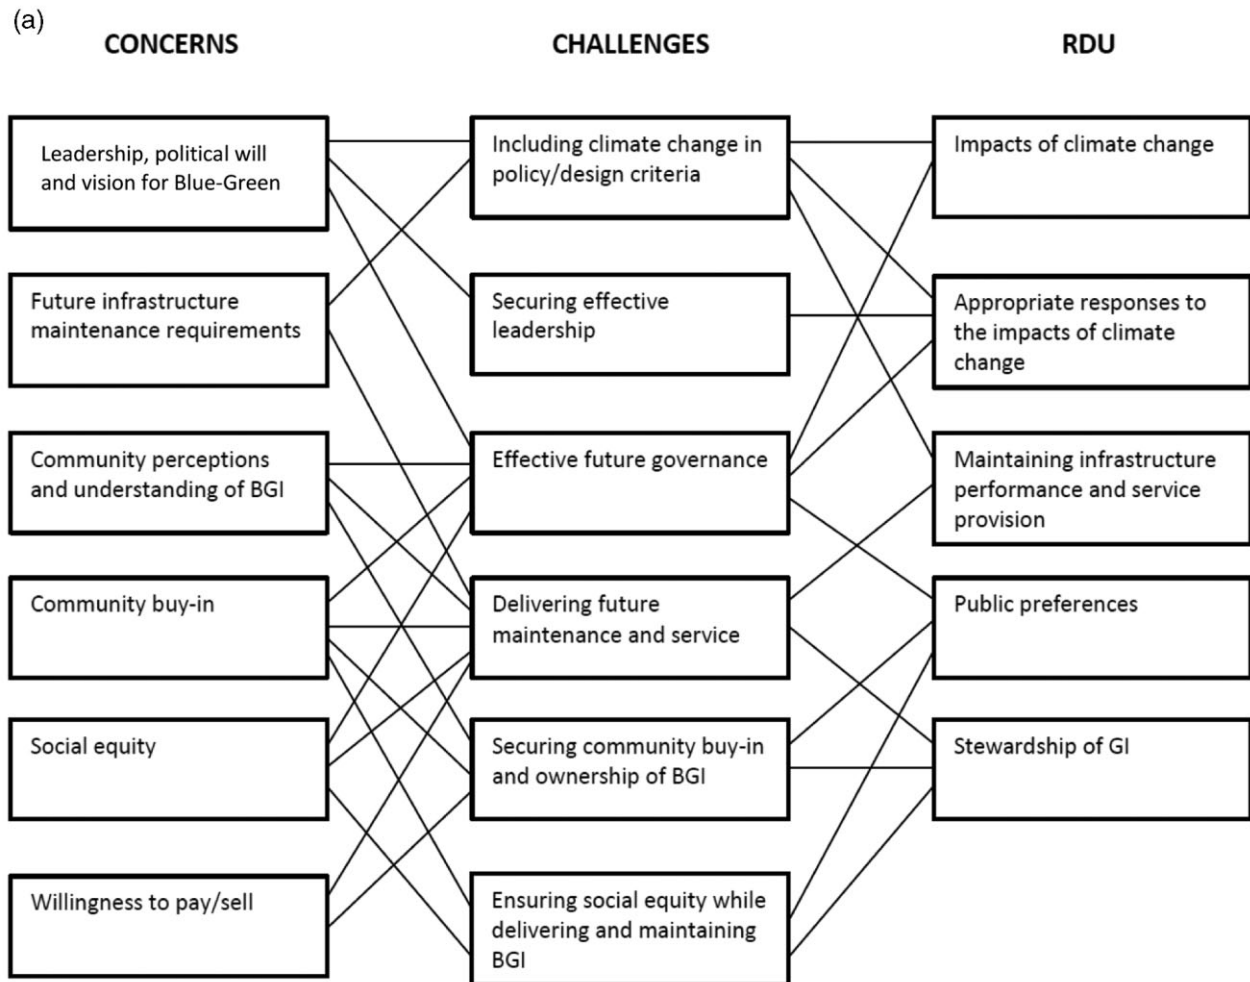 (a)
CONCERNS
CHALLENGES
RDU
Leadership, political will
and vision for Blue-Green
Future infrastructure
maintenance requirements
Community perceptions
and understanding of BGI
Community buy-in
Social equity
Willingness to pay/sell
Including climate change in
policy/design criteria
Securing effective
leadership
Effective future governance
Delivering future
maintenance and service
Securing community buy-in
and ownership of BGI
Ensuring social equity while
delivering and maintaining
BGI
Impacts of climate change
Appropriate responses to
the impacts of climate
change
Maintaining infrastructure
performance and service
provision
Public preferences
Stewardship of GI